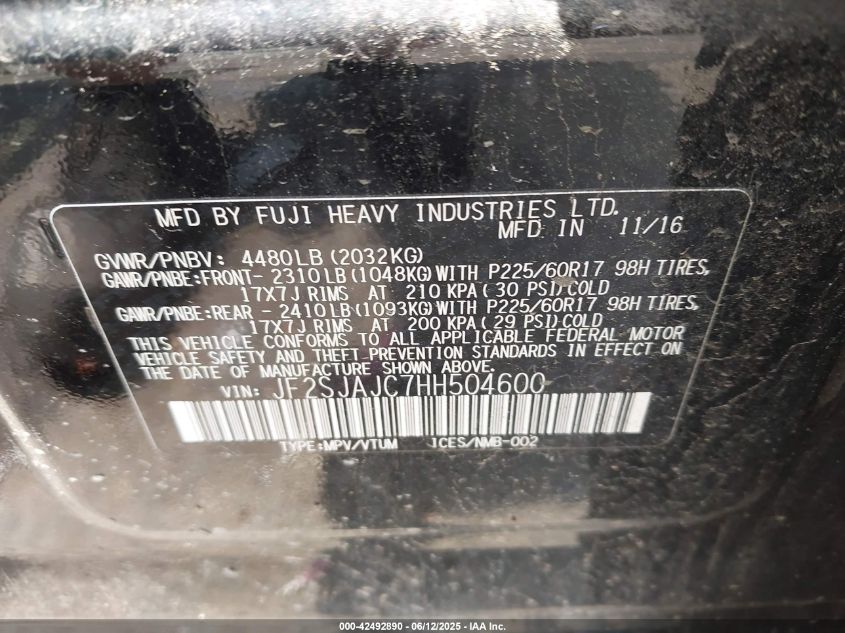 MFD BY FUJI HEAVY INDUSTRIES LTD.
MFD IN 11/16
GVWR/PNBV: 4480LB(2032KG)
GAWR/PNBE:FRONT- 2310LB(1048KG)WITH P225/60R17 98H TIRES,
17X7J RIMS AT 210 KPA( 30 PSI)COLD
GAWR/PNBE:REAR - 2410LB(1093KG)WITH P225/60R17 98H TIRES,
17X7J RIMS AT 200 KPA( 29 PSI)COLD
THIS VEHICLE CONFORMS TO ALL APPLICABLE FEDERAL MOTOR
VEHICLE SAFETY AND THEFT PREVENTION STANDARDS IN EFFECT ON
THE DATE OF MANUFACTURE SHOWN ABOVE.
VIN: JF2SJAJC7HH504600
TYPE:MPV/VTUM ICES/NMB-002
000-42492890 - 06/12/2025 - IAA Inc.